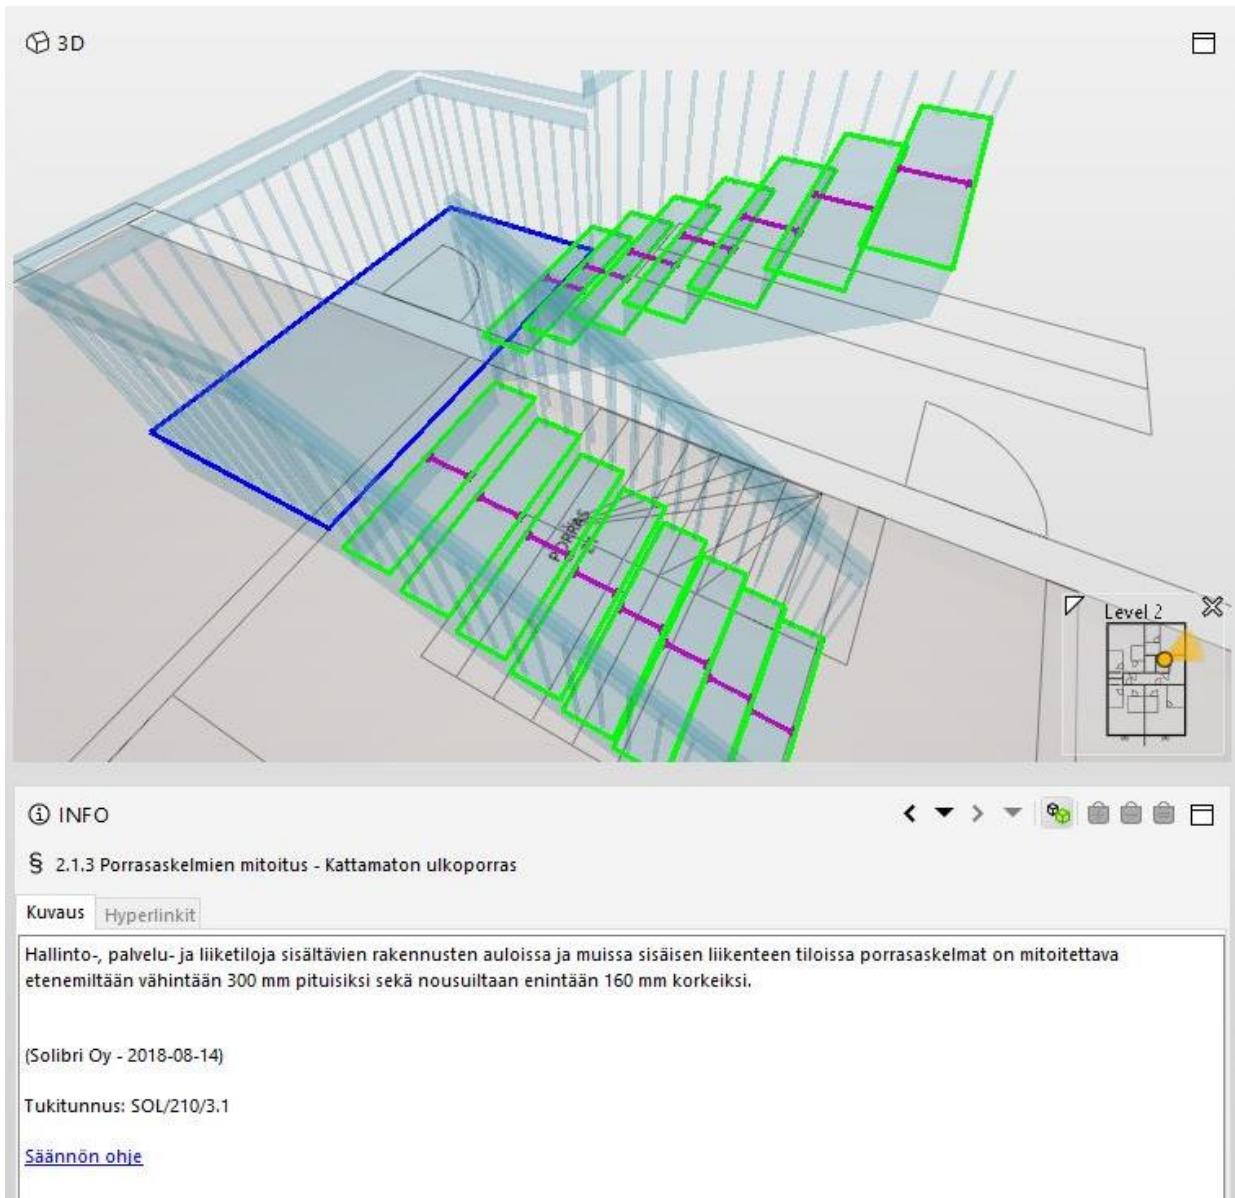 3D
PORRAS
Level 2
INFO
§ 2.1.3 Porrasaskelmien mitoitus - Kattamaton ulkoporras
Kuvaus Hyperlinkit
Hallinto-, palvelu- ja liiketiloja sisältävien rakennusten auloissa ja muissa sisäisen liikenteen tiloissa porrasaskelmat on mitoitettava
etenemiltään vähintään 300 mm pituisiksi sekä nousuiltaan enintään 160 mm korkeiksi.
(Solibri Oy - 2018-08-14)
Tukitunnus: SOL/210/3.1
Säännön ohje